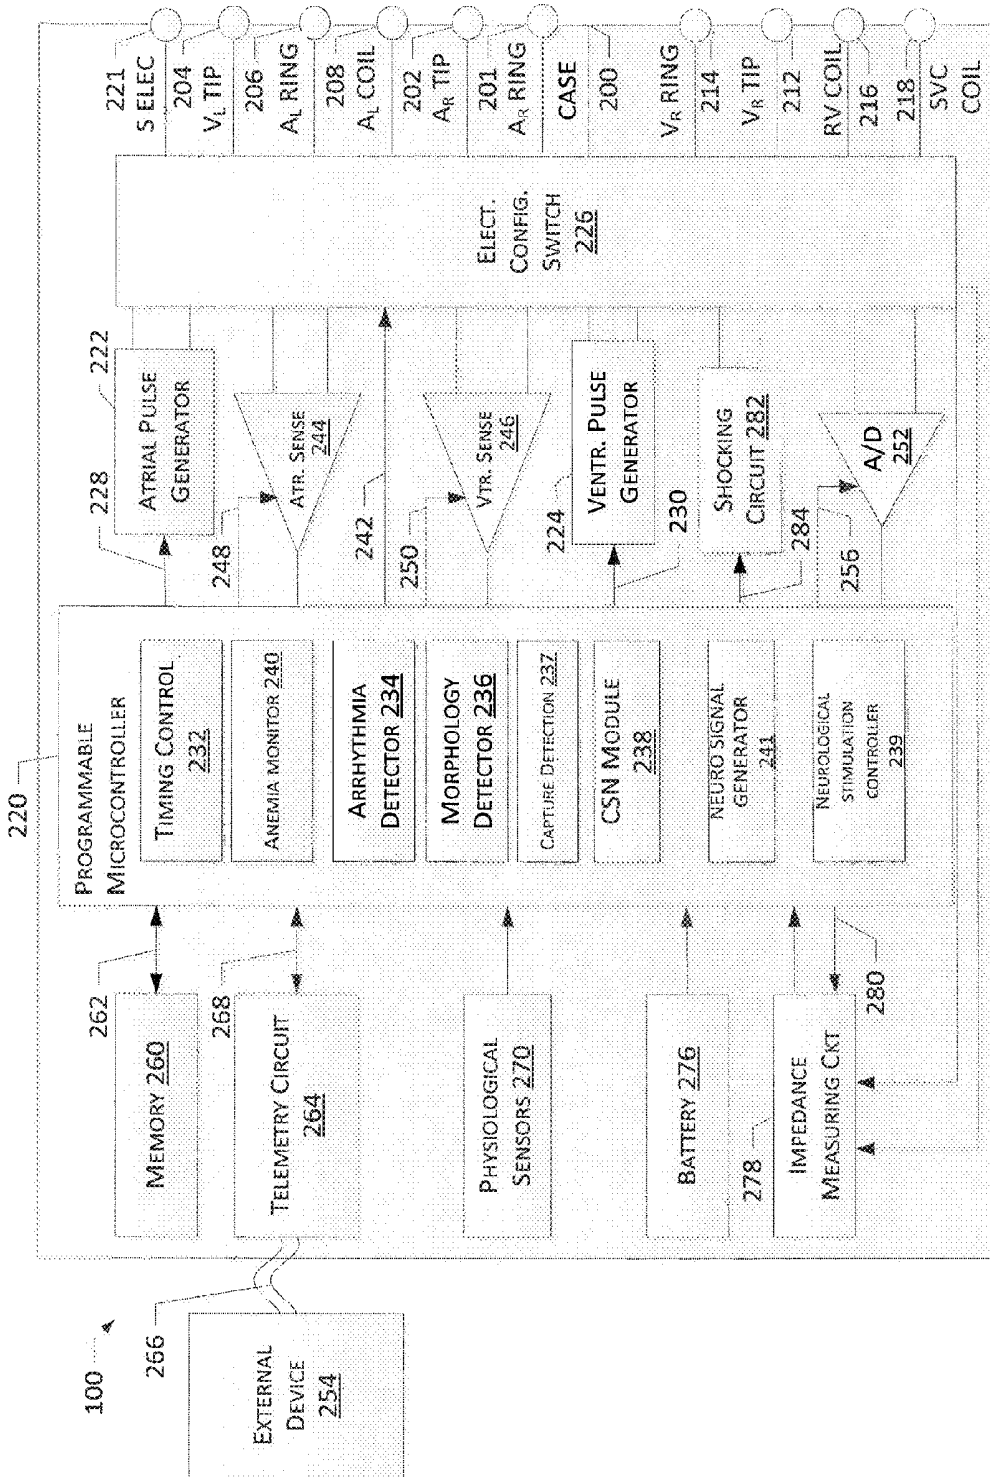 100
220
PROGRAMMABLE
MICROCONTROLLER
EXTERNAL
DEVICE
254
266
MEMORY 260
262
TELEMETRY CIRCUIT
264
268
PHYSIOLOGICAL
SENSORS 270
BATTERY 276
278
IMPEDANCE
MEASURING CKT
280
TIMING CONTROL
232
ANEMIA MONITOR 240
ARRHYTHMIA
DETECTOR 234
MORPHOLOGY
DETECTOR 236
CAPTURE DETECTION 237
CSN MODULE
238
NEURO SIGNAL
GENERATOR
241
NEUROLOGICAL
STIMULATION
CONTROLLER
239
228
222
ATRIAL PULSE
GENERATOR
248
ATR. SENSE
244
242
250
VTR. SENSE
246
224
VENTR. PULSE
GENERATOR
230
SHOCKING
CIRCUIT 282
284
256
A/D
252
ELECT.
CONFIG.
SWITCH
226
221
S ELEC
204
VL TIP
206
AL RING
208
AL COIL
202
AR TIP
201
AR RING
CASE
200
VR RING
214
VR TIP
212
RV COIL
216
218
SVC
COIL